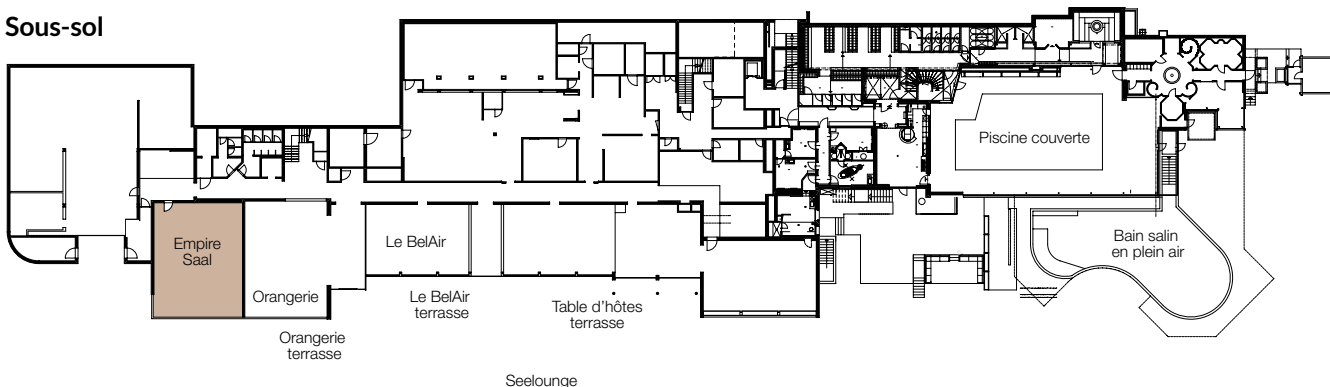 Sous-sol
Piscine couverte
Empire
Saal
Le BelAir
Bain salin
en plein air
Orangerie
Le BelAir
terrasse
Table d'hôtes
terrasse
Orangerie
terrasse
Seelounge